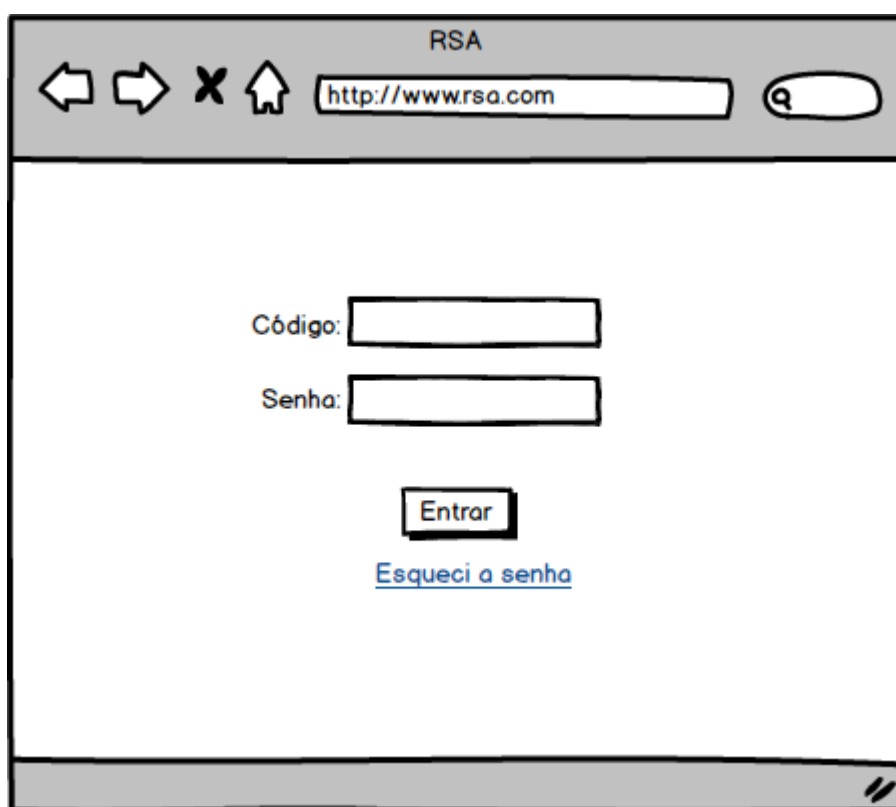 RSA
http://www.rsa.com
Código:
Senha:
Entrar
Esqueci a senha